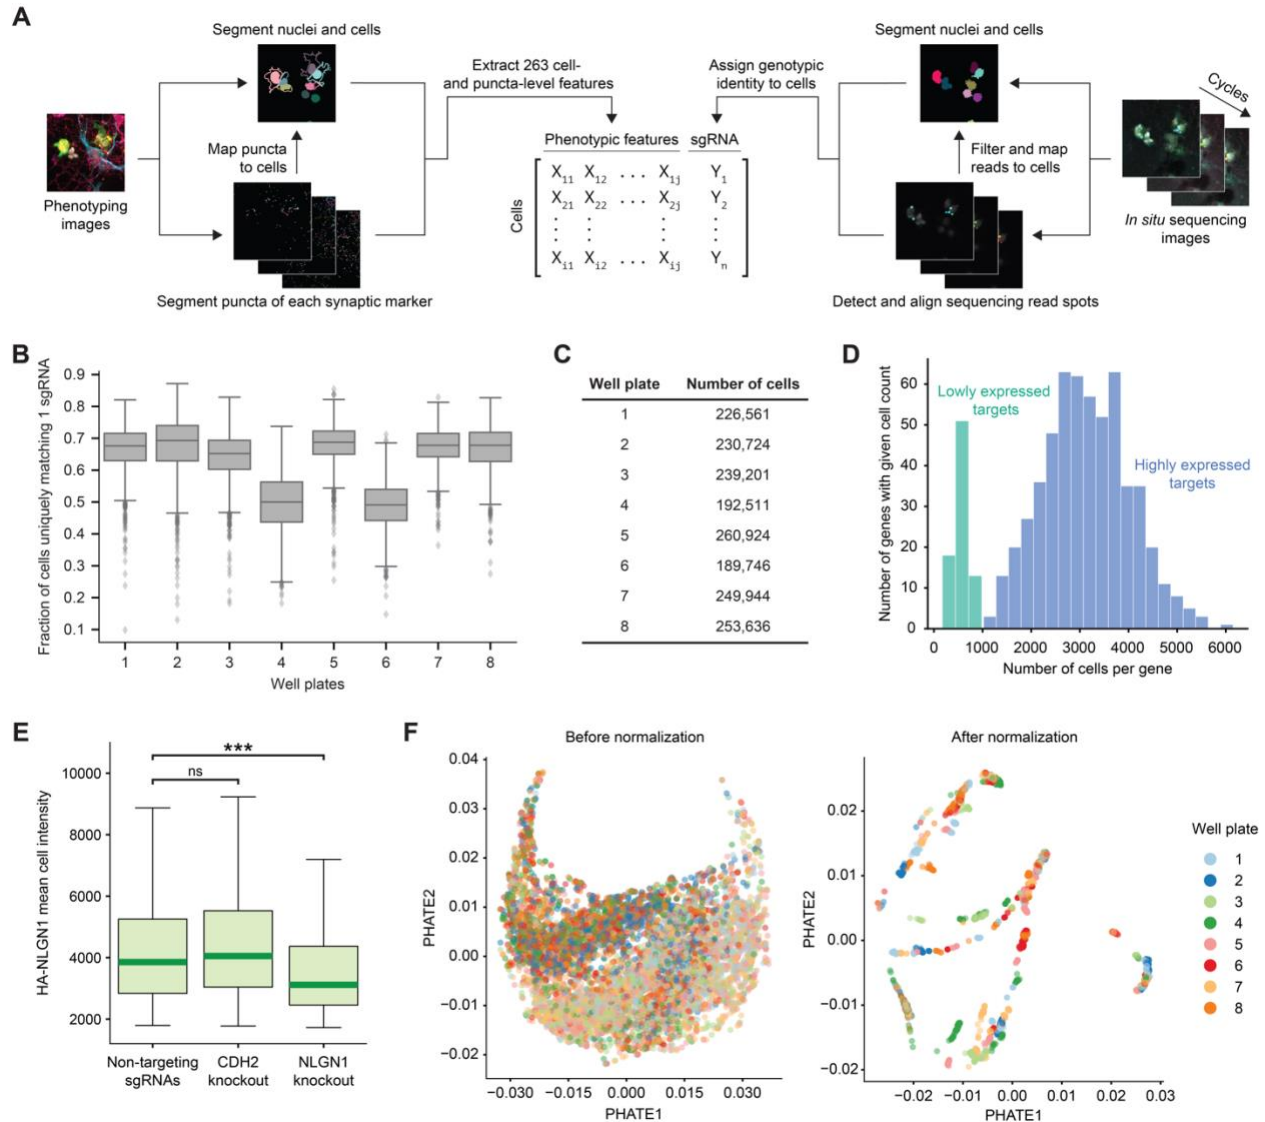 A
Segment nuclei and cells
Phenotyping
images
Map puncta
to cells
Segment puncta of each synaptic marker
Extract 263 cell-
and puncta-level features
Assign genotypic
identity to cells
Phenotypic features sgRNA
Cells
X11 X12 . . . X1j Y1
X21 X22 . . . X2j Y2
Xi1 Xi2 . . . Xij Yn
Segment nuclei and cells
Filter and map
reads to cells
Detect and align sequencing read spots
Cycles
In situ sequencing
images
B
Fraction of cells uniquely matching 1 sgRNA
0.9
0.8
0.7
0.6
0.5
0.4
0.3
0.2
0.1
1 2 3 4 5 6 7 8
Well plates
C
Well plate Number of cells
1 226,561
2 230,724
3 239,201
4 192,511
5 260,924
6 189,746
7 249,944
8 253,636
D
Number of genes with given cell count
60
50
40
30
20
10
0
Lowly expressed
targets
Highly expressed
targets
0 1000 2000 3000 4000 5000 6000
Number of cells per gene
E
HA-NLGN1 mean cell intensity
10000
8000
6000
4000
2000
***
ns
Non-targeting
sgRNAs
CDH2
knockout
NLGN1
knockout
F
Before normalization
PHATE2
0.04
0.03
0.02
0.01
0.00
−0.01
−0.02
−0.030 −0.015 0.000 0.015 0.030
PHATE1
After normalization
PHATE2
0.02
0.01
0.00
−0.01
−0.02
−0.02 −0.01 0.00 0.01 0.02 0.03
PHATE1
Well plate
1
2
3
4
5
6
7
8